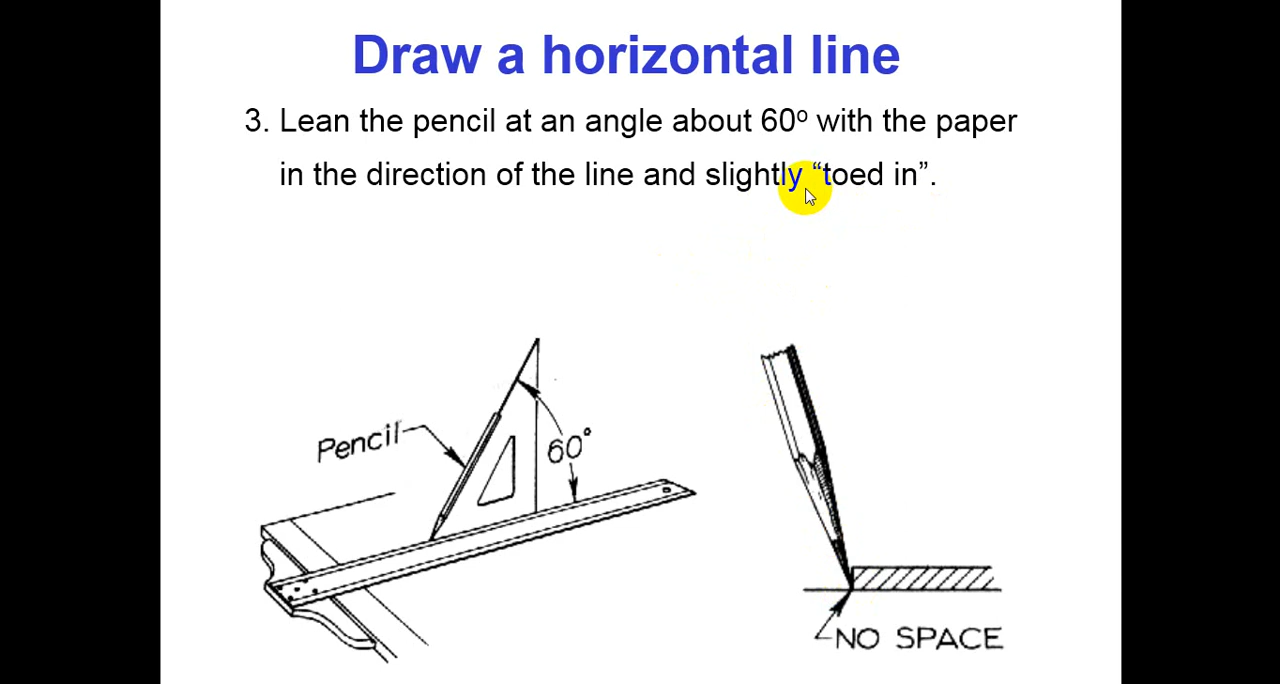 Draw a horizontal line
3. Lean the pencil at an angle about 60º with the paper
in the direction of the line and slightly “toed in”.
Pencil
60°
NO SPACE